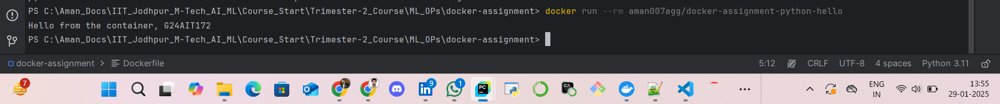 PS C:\Aman_Docs\IIT_Jodhpur_M-Tech_AI_ML\Course_Start\Trimester-2_Course\ML_OPs\docker-assignment> docker run --rm aman007agg/docker-assignment-python-hello
Hello from the container, G24AIT172
PS C:\Aman_Docs\IIT_Jodhpur_M-Tech_AI_ML\Course_Start\Trimester-2_Course\ML_OPs\docker-assignment>
docker-assignment > Dockerfile 5:12 CRLF UTF-8 4 spaces Python 3.11
7 9 1 PC C:\ ENG 13:55
IN 29-01-2025